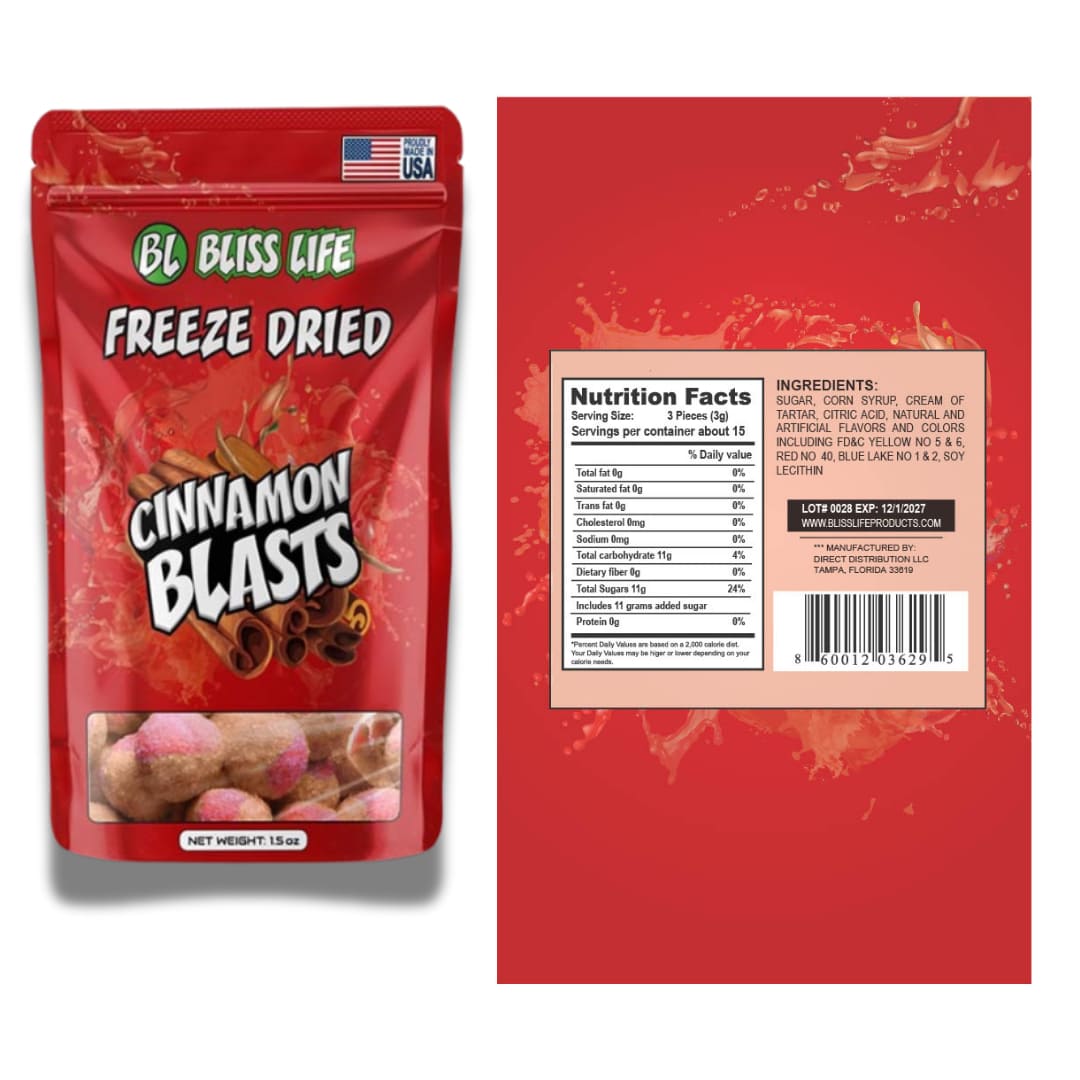 PROUDLY
MADE IN
USA
BL BLISS LIFE
FREEZE DRIED
CINNAMON
BLASTS
NET WEIGHT: 1.5 oz
Nutrition Facts
Serving Size: 3 Pieces (3g)
Servings per container about 15
% Daily value
Total fat 0g 0%
Saturated fat 0g 0%
Trans fat 0g 0%
Cholesterol 0mg 0%
Sodium 0mg 0%
Total carbohydrate 11g 4%
Dietary fiber 0g 0%
Total Sugars 11g 24%
Includes 11 grams added sugar
Protein 0g 0%
*Percent Daily Values are based on a 2,000 calorie diet.
Your Daily Values may be higer or lower depending on your
calorie needs.
INGREDIENTS:
SUGAR, CORN SYRUP, CREAM OF
TARTAR, CITRIC ACID, NATURAL AND
ARTIFICIAL FLAVORS AND COLORS
INCLUDING FD&C YELLOW NO 5 & 6,
RED NO 40, BLUE LAKE NO 1 & 2, SOY
LECITHIN
LOT# 0028 EXP: 12/1/2027
WWW.BLISSLIFEPRODUCTS.COM
*** MANUFACTURED BY:
DIRECT DISTRIBUTION LLC
TAMPA, FLORIDA 33619
8 60012 03629 5